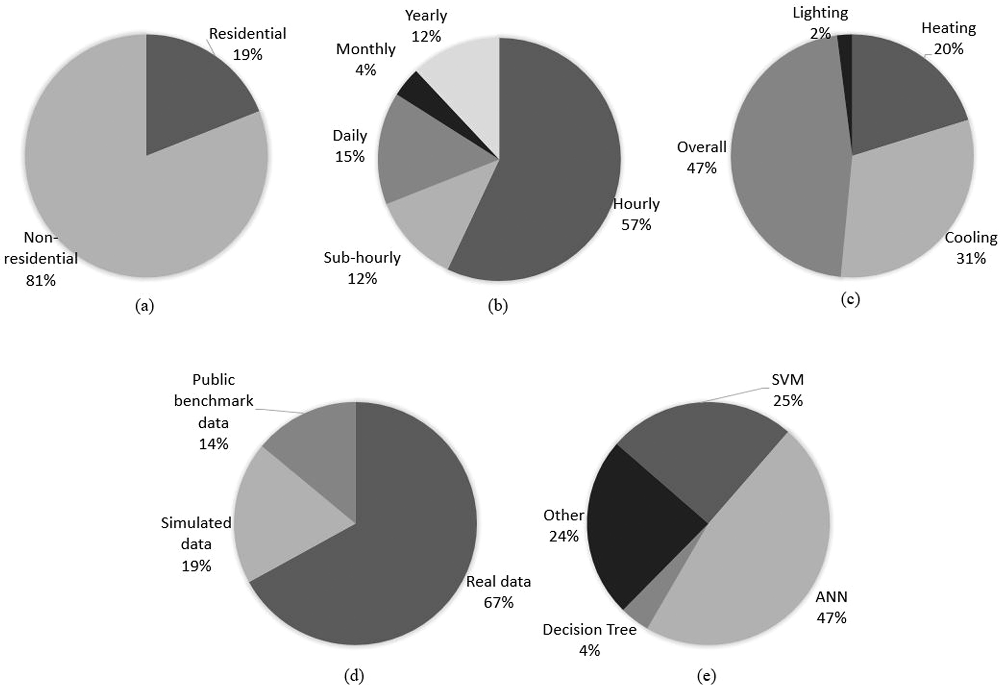 Residential
19%
Non-
residential
81%
(a)
Yearly
12%
Monthly
4%
Daily
15%
Hourly
57%
Sub-hourly
12%
(b)
Lighting
2%
Heating
20%
Overall
47%
Cooling
31%
(c)
Public
benchmark
data
14%
Simulated
data
19%
Real data
67%
(d)
SVM
25%
Other
24%
ANN
47%
Decision Tree
4%
(e)